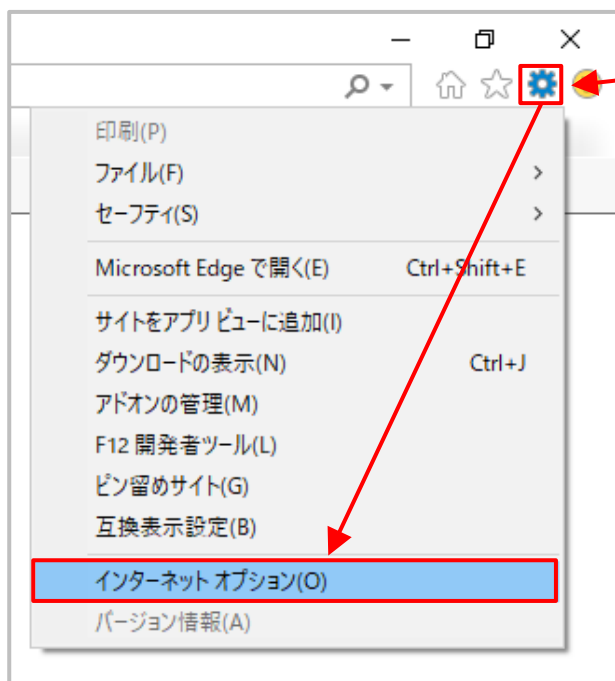 印刷(P)
ファイル(F)
セーフティ(S)
Microsoft Edge で開く(E) Ctrl+Shift+E
サイトをアプリ ビューに追加(I)
ダウンロードの表示(N) Ctrl+J
アドオンの管理(M)
F12 開発者ツール(L)
ピン留めサイト(G)
互換表示設定(B)
インターネット オプション(O)
バージョン情報(A)